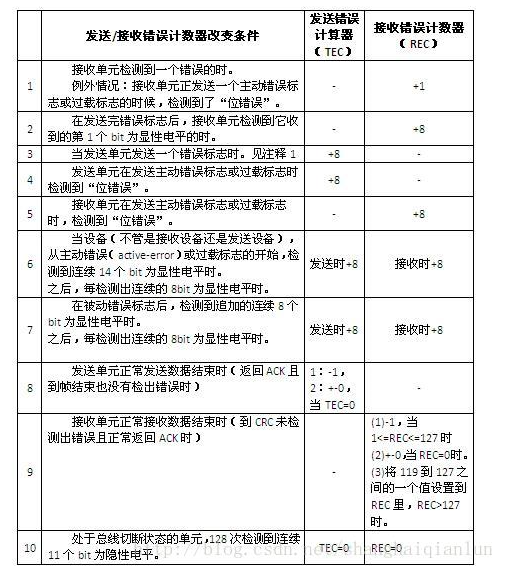 发送/接收错误计数器改变条件
发送错误
计算器
（TEC）
接收错误计数器
（REC）
1
接收单元检测到一个错误的时。
例外情况：接收单元正发送一个主动错误标
志或过载标志的时候，检测到了“位错误”。
-
+1
2
在发送完错误标志后，接收单元检测到它收
到的第1个 bit 为显性电平的时。
-
+8
3
当发送单元发送一个错误标志时。见注释1
+8
-
4
发送单元在发送主动错误标志或过载标志时
检测到“位错误”。
+8
-
5
接收单元在发送主动错误标志或过载标志
时，检测到“位错误”。
-
+8
6
当设备（不管是接收设备还是发送设备），
从主动错误（active-error）或过载标志的开始，检
测到连续 14 个 bit 为显性电平时。
之后，每检测出连续的 8bit 为显性电平时。
发送时+8
接收时+8
7
在被动错误标志后，检测到追加的连续 8 个
bit 为显性电平时。
之后，每检测出连续的 8bit 为显性电平时。
发送时+8
接收时+8
8
发送单元正常发送数据结束时（返回 ACK 且
到帧结束也没有检出错误时）
1：-1，
2：+-0，
当 TEC=0
-
9
接收单元正常接收数据结束时（到 CRC 未检
测出错误且正常返回 ACK 时）
-
(1)-1，当
1<=REC<=127 时
(2)+-0,当 REC=0时。
(3)将 119 到 127 之
间的一个值设置到
REC 里，REC>127
时。
10
处于总线切断状态的单元，128 次检测到连续
11 个 bit 为隐性电平。
TEC=0
REC=0